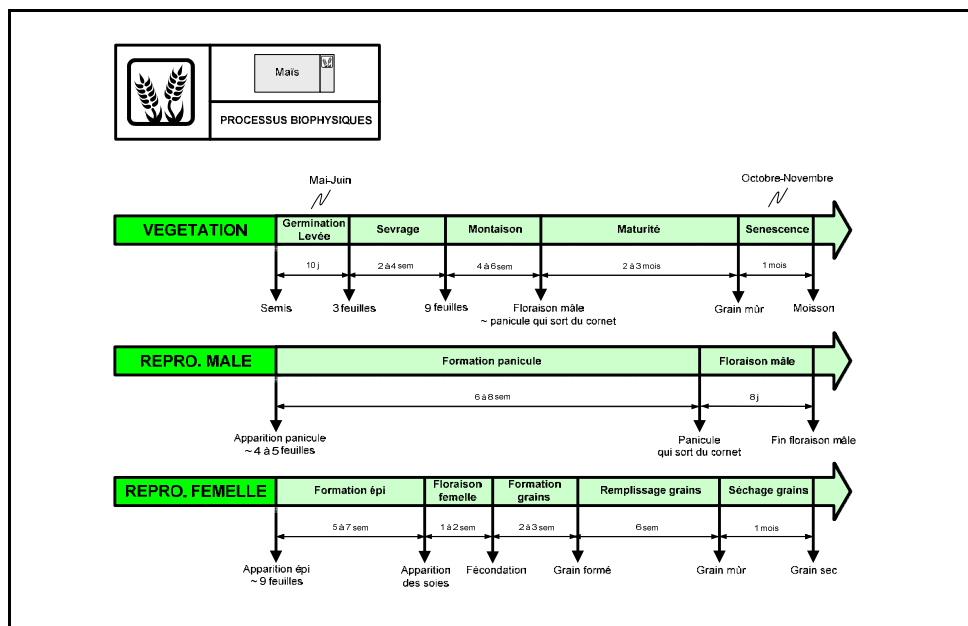 Maïs
PROCESSUS BIOPHYSIQUES
Mai-Juin
Octobre-Novembre
VEGETATION
Germination
Levée
Sevrage
Montaison
Maturité
Senescence
10 j
2 à 4 sem
4 à 6 sem
2 à 3 mois
1 mois
Semis
3 feuilles
9 feuilles
Floraison mâle
~ panicule qui sort du cornet
Grain mûr
Moisson
REPRO. MALE
Formation panicule
Floraison mâle
6 à 8 sem
8 j
Apparition panicule
~ 4 à 5 feuilles
Panicule
qui sort du cornet
Fin floraison mâle
REPRO. FEMELLE
Formation épi
Floraison
femelle
Formation
grains
Remplissage grains
Séchage grains
5 à 7 sem
1 à 2 sem
2 à 3 sem
6 sem
1 mois
Apparition épi
~ 9 feuilles
Apparition
des soies
Fécondation
Grain formé
Grain mûr
Grain sec